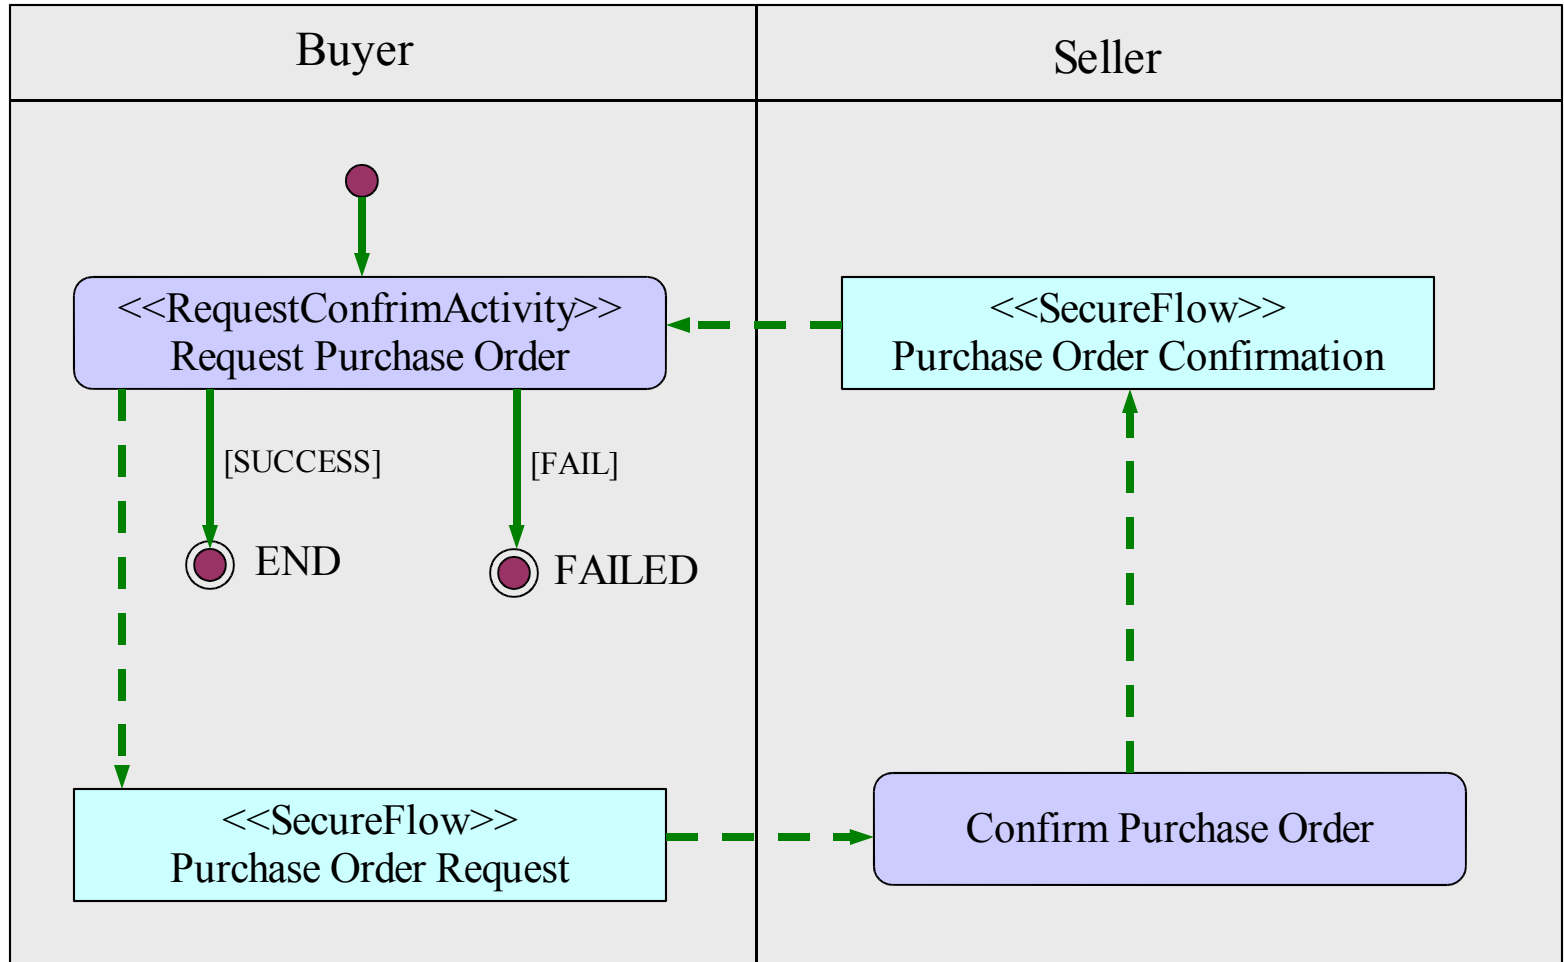 Buyer
Seller
<<RequestConfrimActivity>>
Request Purchase Order
<<SecureFlow>>
Purchase Order Confirmation
[SUCCESS]
[FAIL]
END
FAILED
<<SecureFlow>>
Purchase Order Request
Confirm Purchase Order